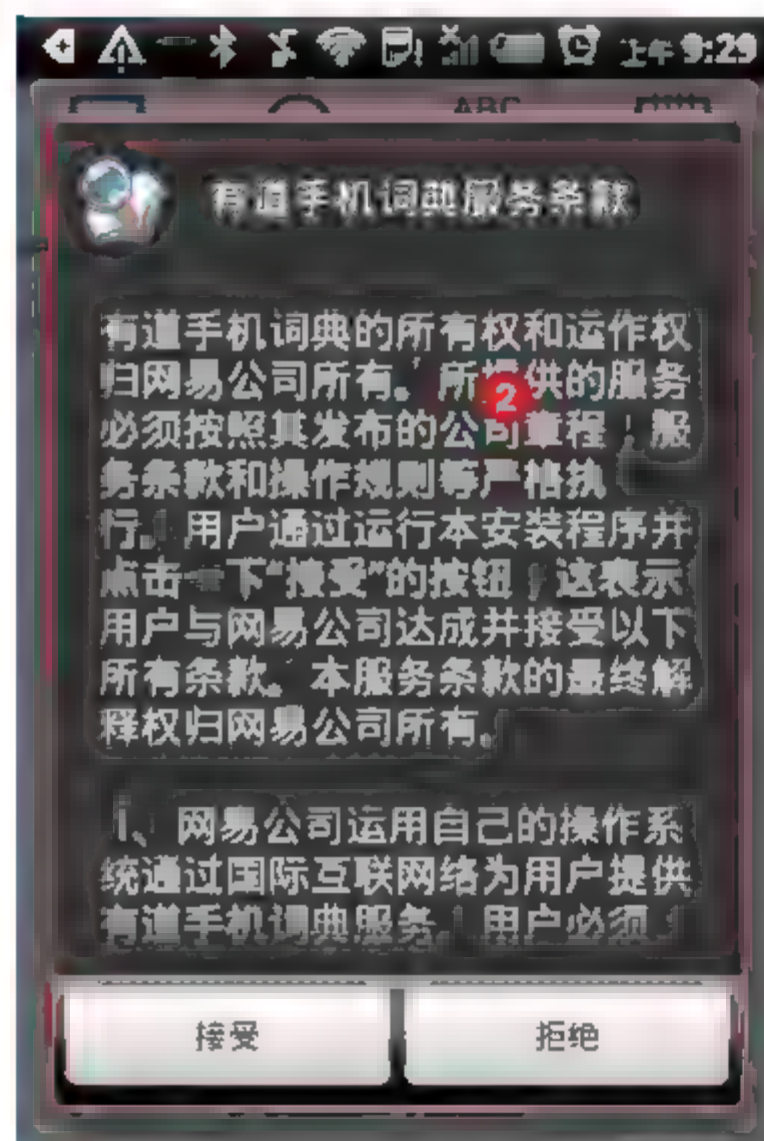 上午9:29
ABC
有道手机词典服务条款
有道手机词典的所有权和运作权
归网易公司所有。所提供的服务
2
必须按照其发布的公司章程，服
务条款和操作规则等严格执
行。用户通过运行本安装程序并
点击一下“接受”的按钮，这表示
用户与网易公司达成并接受以下
所有条款。本服务条款的最终解
释权归网易公司所有。
1、网易公司运用自己的操作系
统通过国际互联网络为用户提供
有道手机词典服务。用户必须：
接受
拒绝